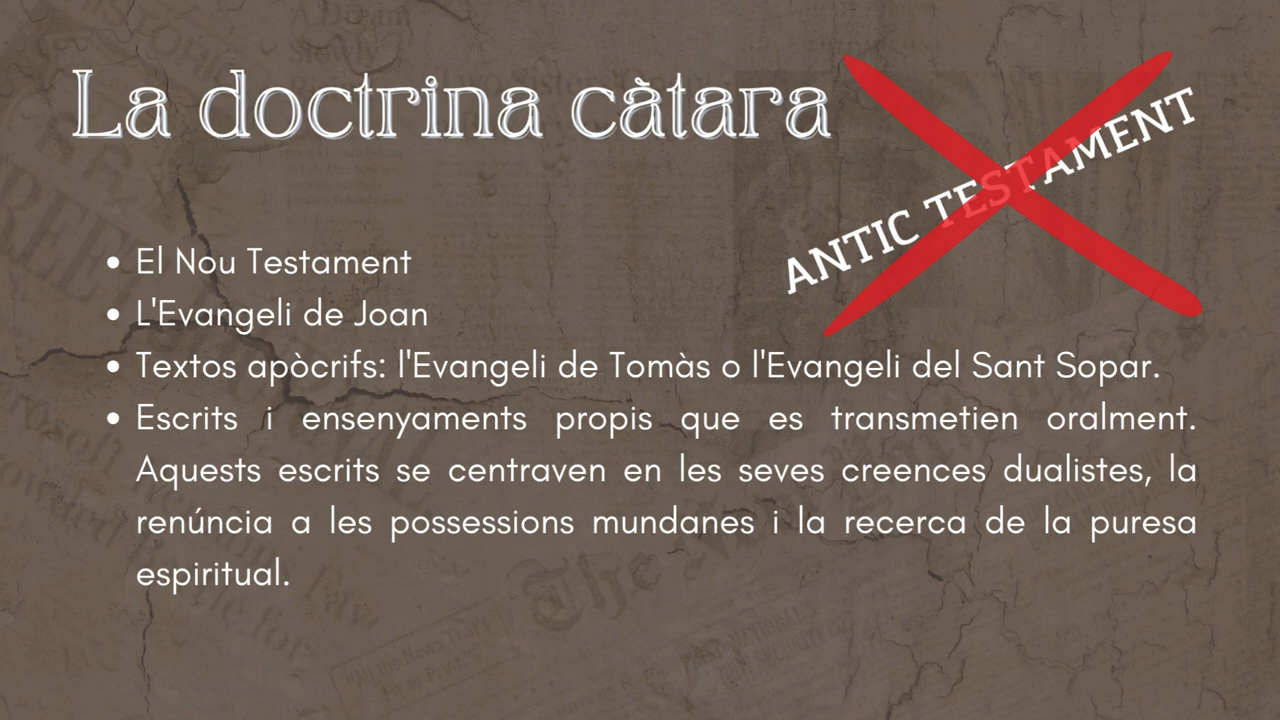 La doctrina càtara
ANTIC TESTAMENT
El Nou Testament
L'Evangeli de Joan
Textos apòcrifs: l'Evangeli de Tomàs o l'Evangeli del Sant Sopar.
Escrits i ensenyaments propis que es transmetien oralment.
Aquests escrits se centraven en les seves creences dualistes, la
renúncia a les possessions mundanes i la recerca de la puresa
espiritual.